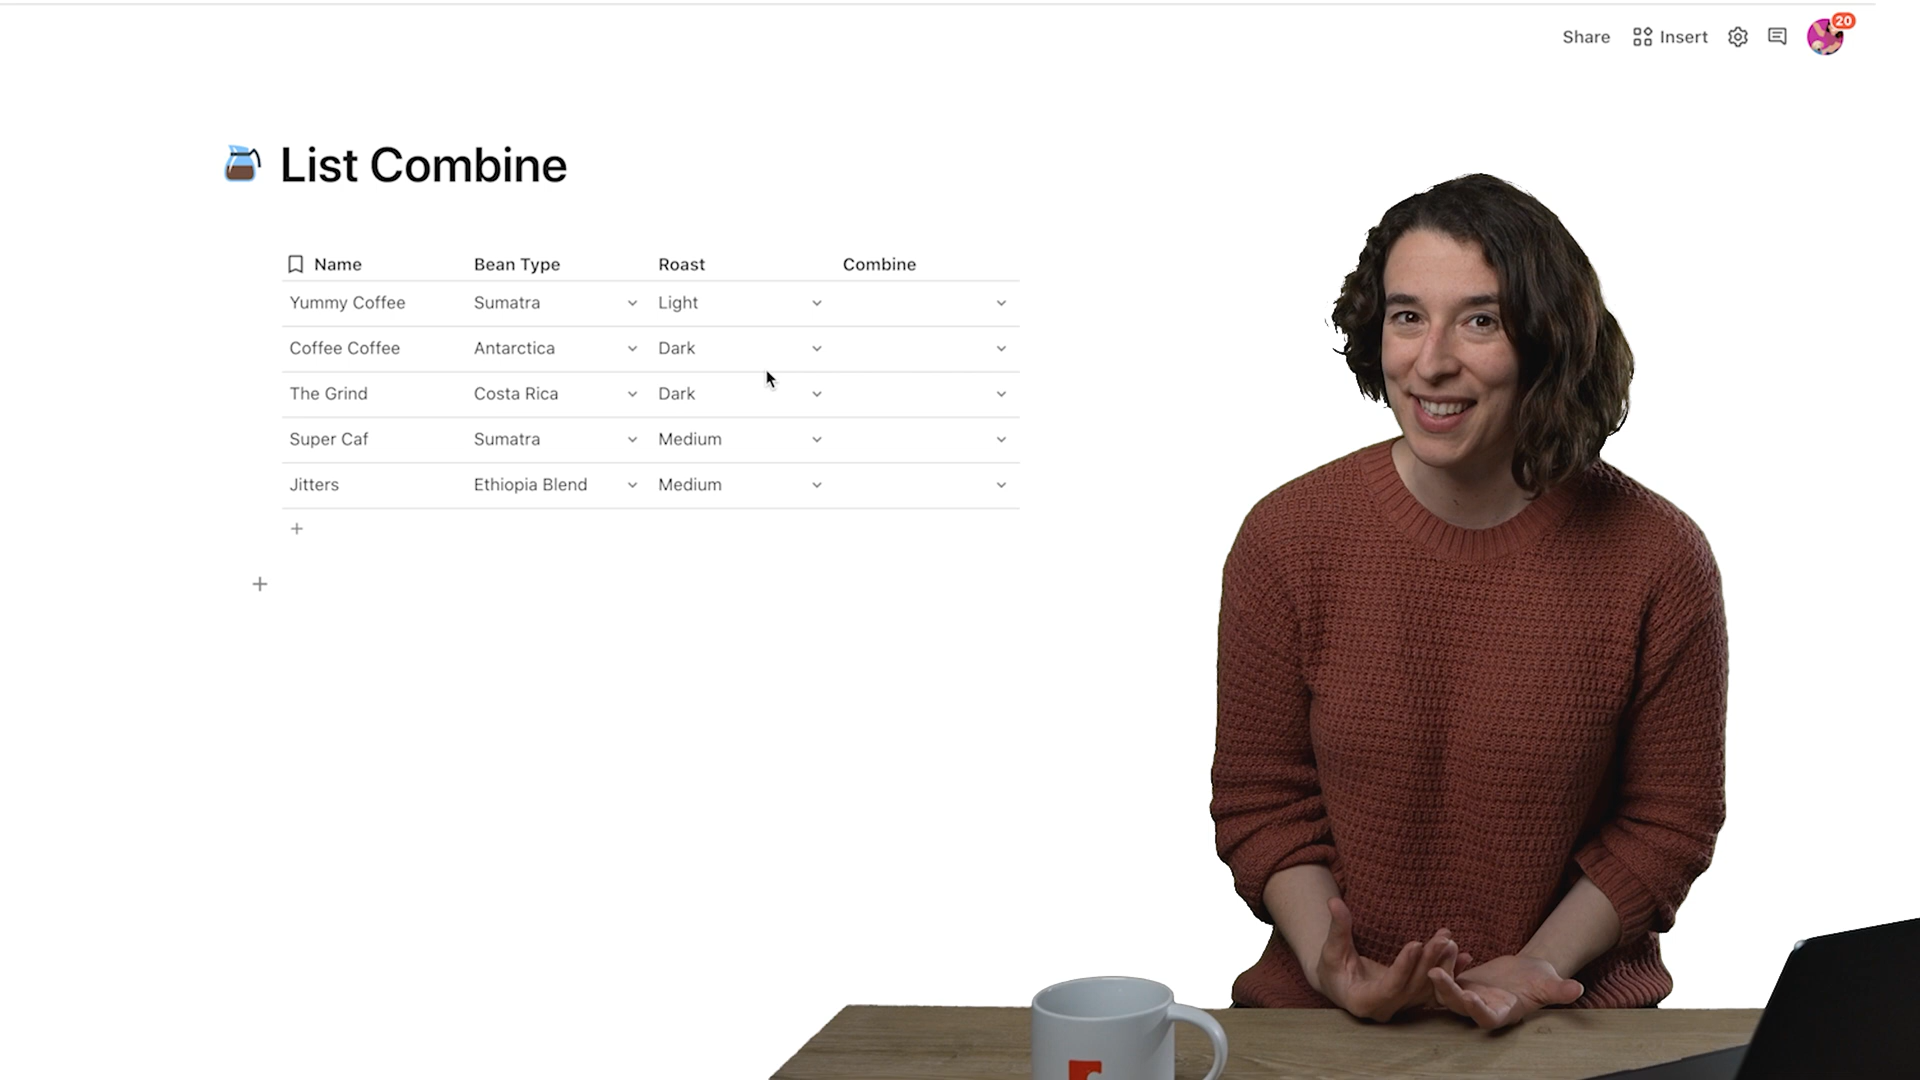 Share Insert 20
List Combine
Name Bean Type Roast Combine
Yummy Coffee Sumatra Light
Coffee Coffee Antarctica Dark
The Grind Costa Rica Dark
Super Caf Sumatra Medium
Jitters Ethiopia Blend Medium